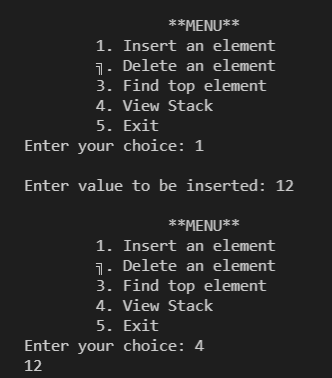 **MENU**
1. Insert an element
╗. Delete an element
3. Find top element
4. View Stack
5. Exit
Enter your choice: 1
Enter value to be inserted: 12
**MENU**
1. Insert an element
╗. Delete an element
3. Find top element
4. View Stack
5. Exit
Enter your choice: 4
12